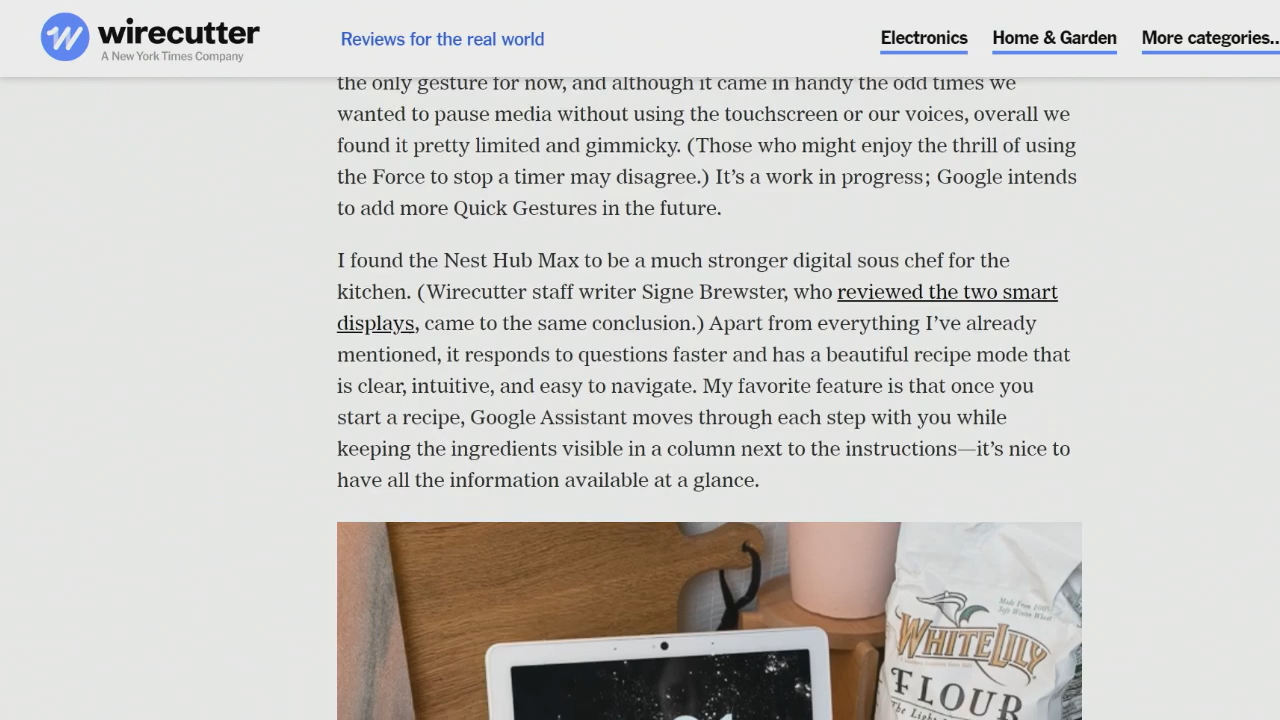 wirecutter
A New York Times Company
Reviews for the real world
Electronics
Home & Garden
More categories..
the only gesture for now, and although it came in handy the odd times we
wanted to pause media without using the touchscreen or our voices, overall we
found it pretty limited and gimmicky. (Those who might enjoy the thrill of using
the Force to stop a timer may disagree.) It’s a work in progress; Google intends
to add more Quick Gestures in the future.
I found the Nest Hub Max to be a much stronger digital sous chef for the
kitchen. (Wirecutter staff writer Signe Brewster, who reviewed the two smart
displays, came to the same conclusion.) Apart from everything I’ve already
mentioned, it responds to questions faster and has a beautiful recipe mode that
is clear, intuitive, and easy to navigate. My favorite feature is that once you
start a recipe, Google Assistant moves through each step with you while
keeping the ingredients visible in a column next to the instructions—it’s nice to
have all the information available at a glance.
Made From 100%
Soft Winter Wheat
WHITE LILY
FLOUR
The Light